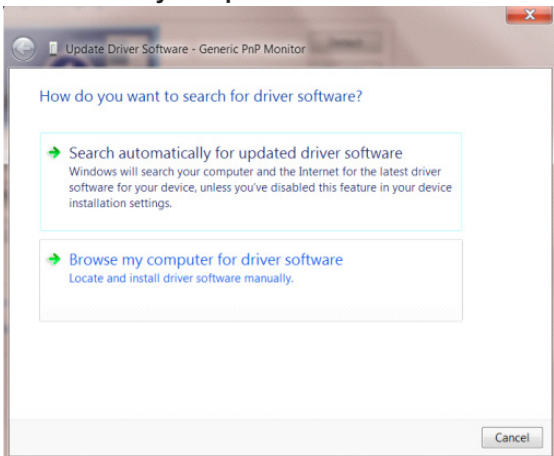 Update Driver Software - Generic PnP Monitor
How do you want to search for driver software?
Search automatically for updated driver software
Windows will search your computer and the Internet for the latest driver
software for your device, unless you've disabled this feature in your device
installation settings.
Browse my computer for driver software
Locate and install driver software manually.
Cancel